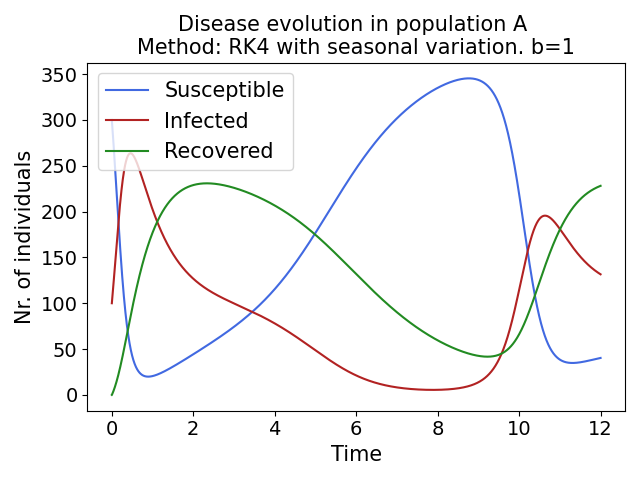 Disease evolution in population A
Method: RK4 with seasonal variation. b=1
Susceptible
Infected
Recovered
Nr. of individuals
350
300
250
200
150
100
50
0
0 2 4 6 8 10 12
Time